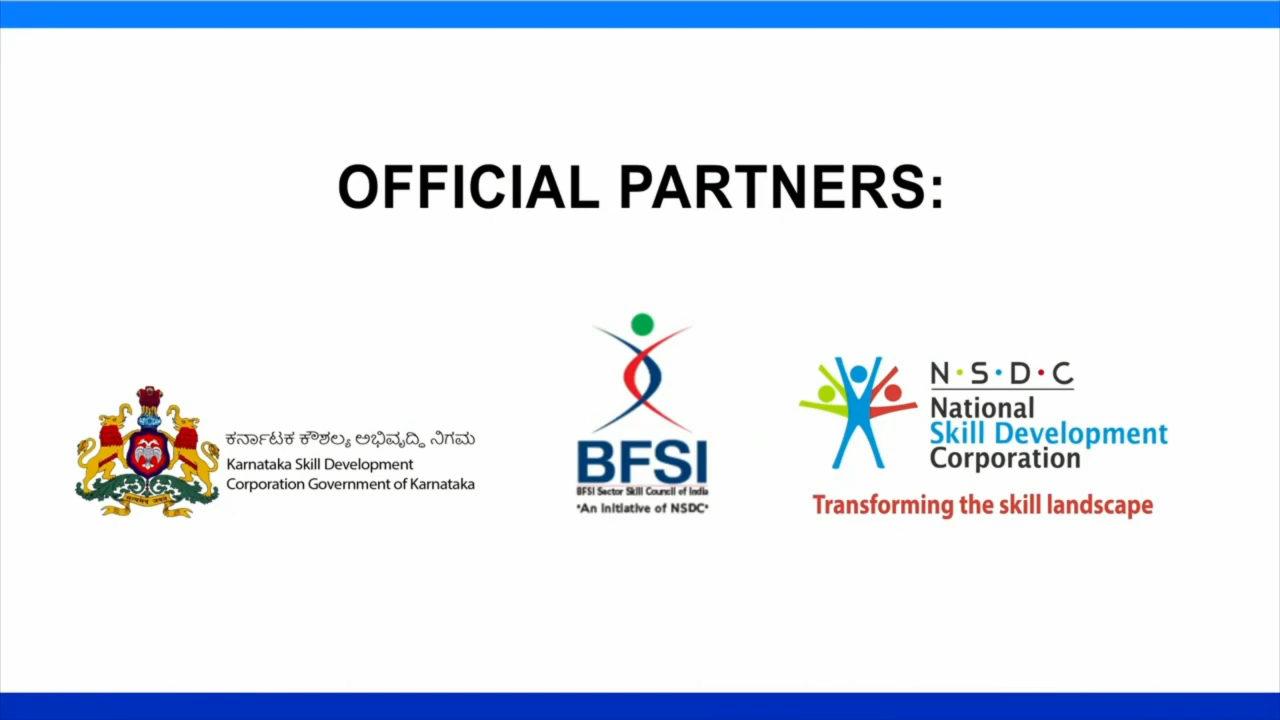 OFFICIAL PARTNERS:
ಕರ್ನಾಟಕ ಕೌಶಲ್ಯ ಅಭಿವೃದ್ಧಿ ನಿಗಮ
Karnataka Skill Development
Corporation Government of Karnataka
BFSI
BFSI Sector Skill Council of India
"An Initiative of NSDC"
N·S·D·C
National
Skill Development
Corporation
Transforming the skill landscape